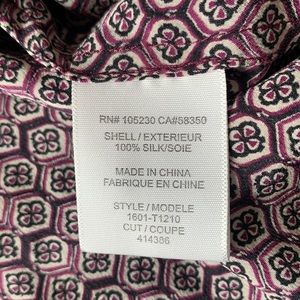 RN# 105230 CA#58350
SHELL / EXTERIEUR
100% SILK/SOIE
MADE IN CHINA
FABRIQUE EN CHINE
STYLE / MODELE
1601-T1210
CUT / COUPE
414386